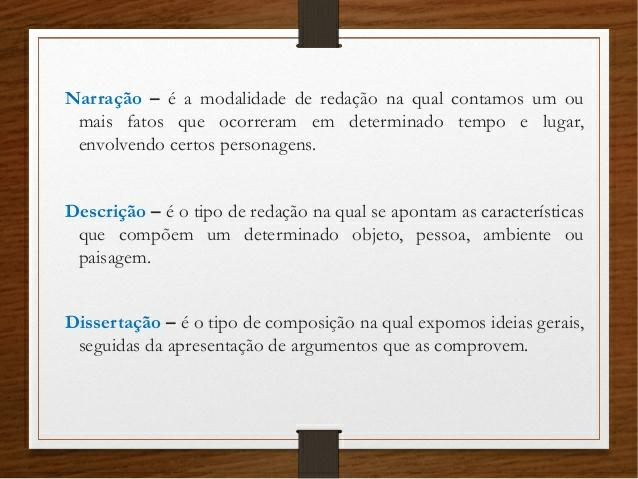 Narração – é a modalidade de redação na qual contamos um ou
mais fatos que ocorreram em determinado tempo e lugar,
envolvendo certos personagens.
Descrição – é o tipo de redação na qual se apontam as características
que compõem um determinado objeto, pessoa, ambiente ou
paisagem.
Dissertação – é o tipo de composição na qual expomos ideias gerais,
seguidas da apresentação de argumentos que as comprovem.